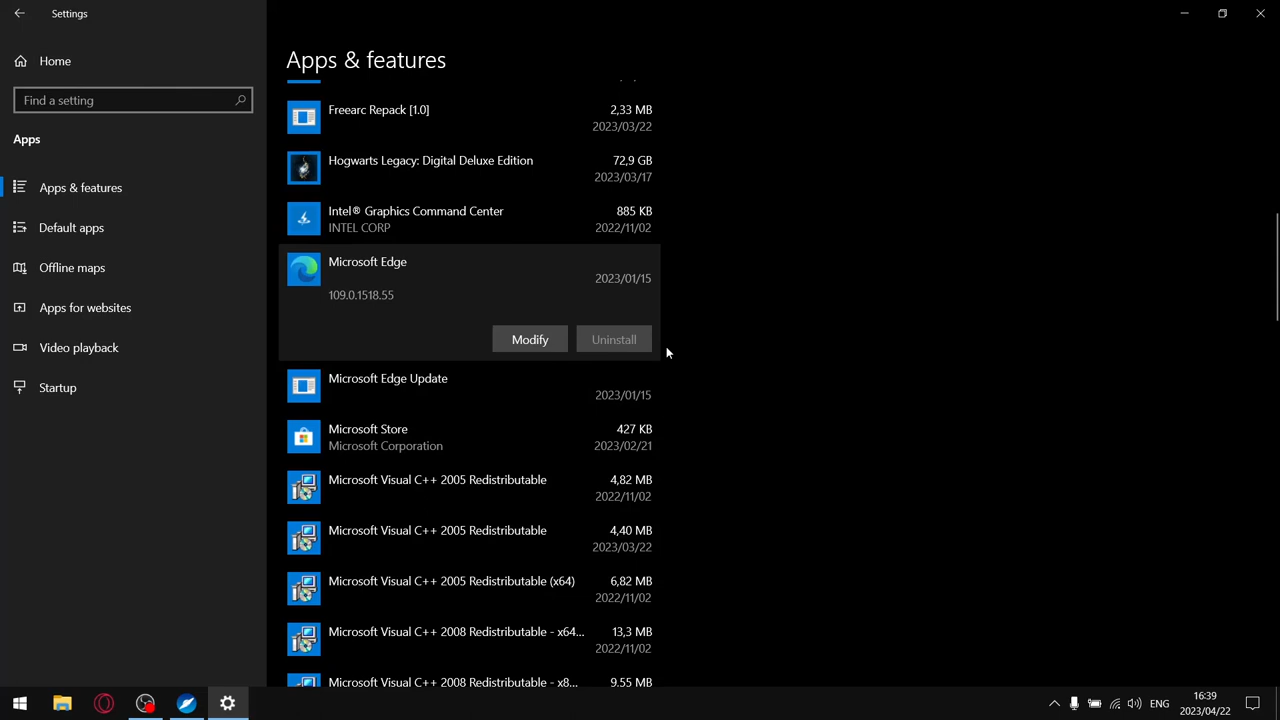 Settings
Home
Find a setting
Apps
Apps & features
Default apps
Offline maps
Apps for websites
Video playback
Startup
Apps & features
Freearc Repack [1.0] 2,33 MB
2023/03/22
Hogwarts Legacy: Digital Deluxe Edition 72,9 GB
2023/03/17
Intel® Graphics Command Center 885 KB
INTEL CORP 2022/11/02
Microsoft Edge
2023/01/15
109.0.1518.55
Modify Uninstall
Microsoft Edge Update
2023/01/15
Microsoft Store 427 KB
Microsoft Corporation 2023/02/21
Microsoft Visual C++ 2005 Redistributable 4,82 MB
2022/11/02
Microsoft Visual C++ 2005 Redistributable 4,40 MB
2023/03/22
Microsoft Visual C++ 2005 Redistributable (x64) 6,82 MB
2022/11/02
Microsoft Visual C++ 2008 Redistributable - x64... 13,3 MB
2022/11/02
Microsoft Visual C++ 2008 Redistributable - x8... 9,55 MB
ENG
16:39
2023/04/22